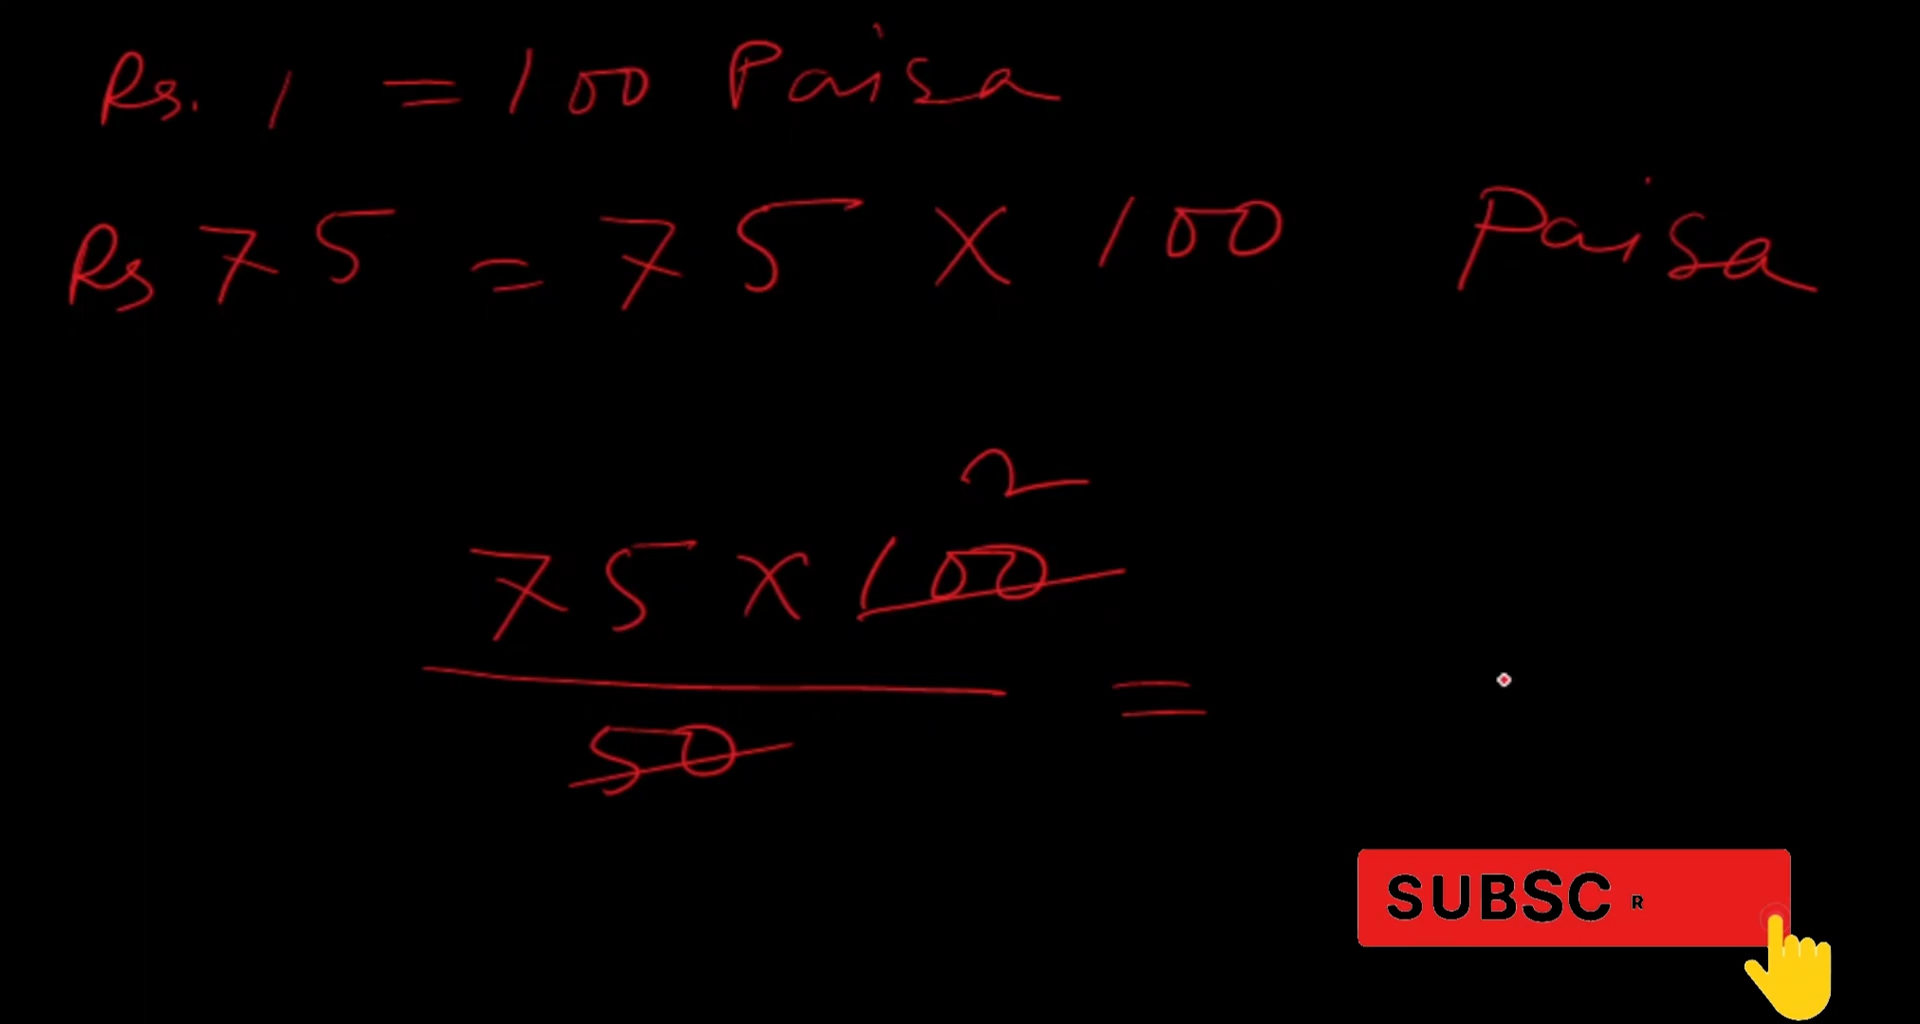 Rs. 1 = 100 Paisa
Rs 75 = 75 X 100 Paisa
2
75 x 100
=
50
SUBSC R